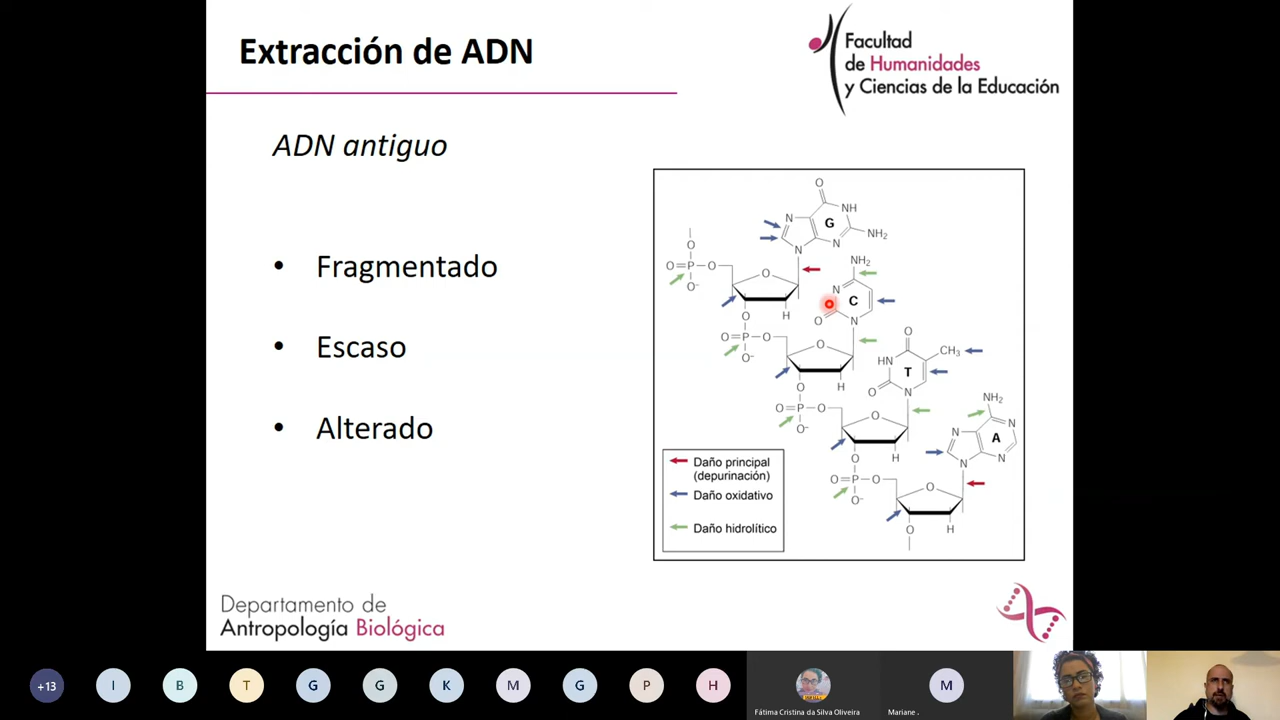 Extracción de ADN
Facultad
de Humanidades
y Ciencias de la Educación
ADN antiguo
• Fragmentado
• Escaso
• Alterado
O
N
NH
G
N
N
NH₂
O
O
P
O
O⁻
O
H
NH₂
N
C
O
N
O
O
P
O
O⁻
O
H
O
HN
CH₃
T
O
N
O
O
P
O
O⁻
O
H
NH₂
N
N
A
N
N
O
O
P
O
O⁻
O
H
O
Daño principal
(depurinación)
Daño oxidativo
Daño hidrolítico
Departamento de
Antropología Biológica
+13
I
B
T
G
G
K
M
G
P
H
Fátima Cristina da Silva Oliveira
M
Mariane .